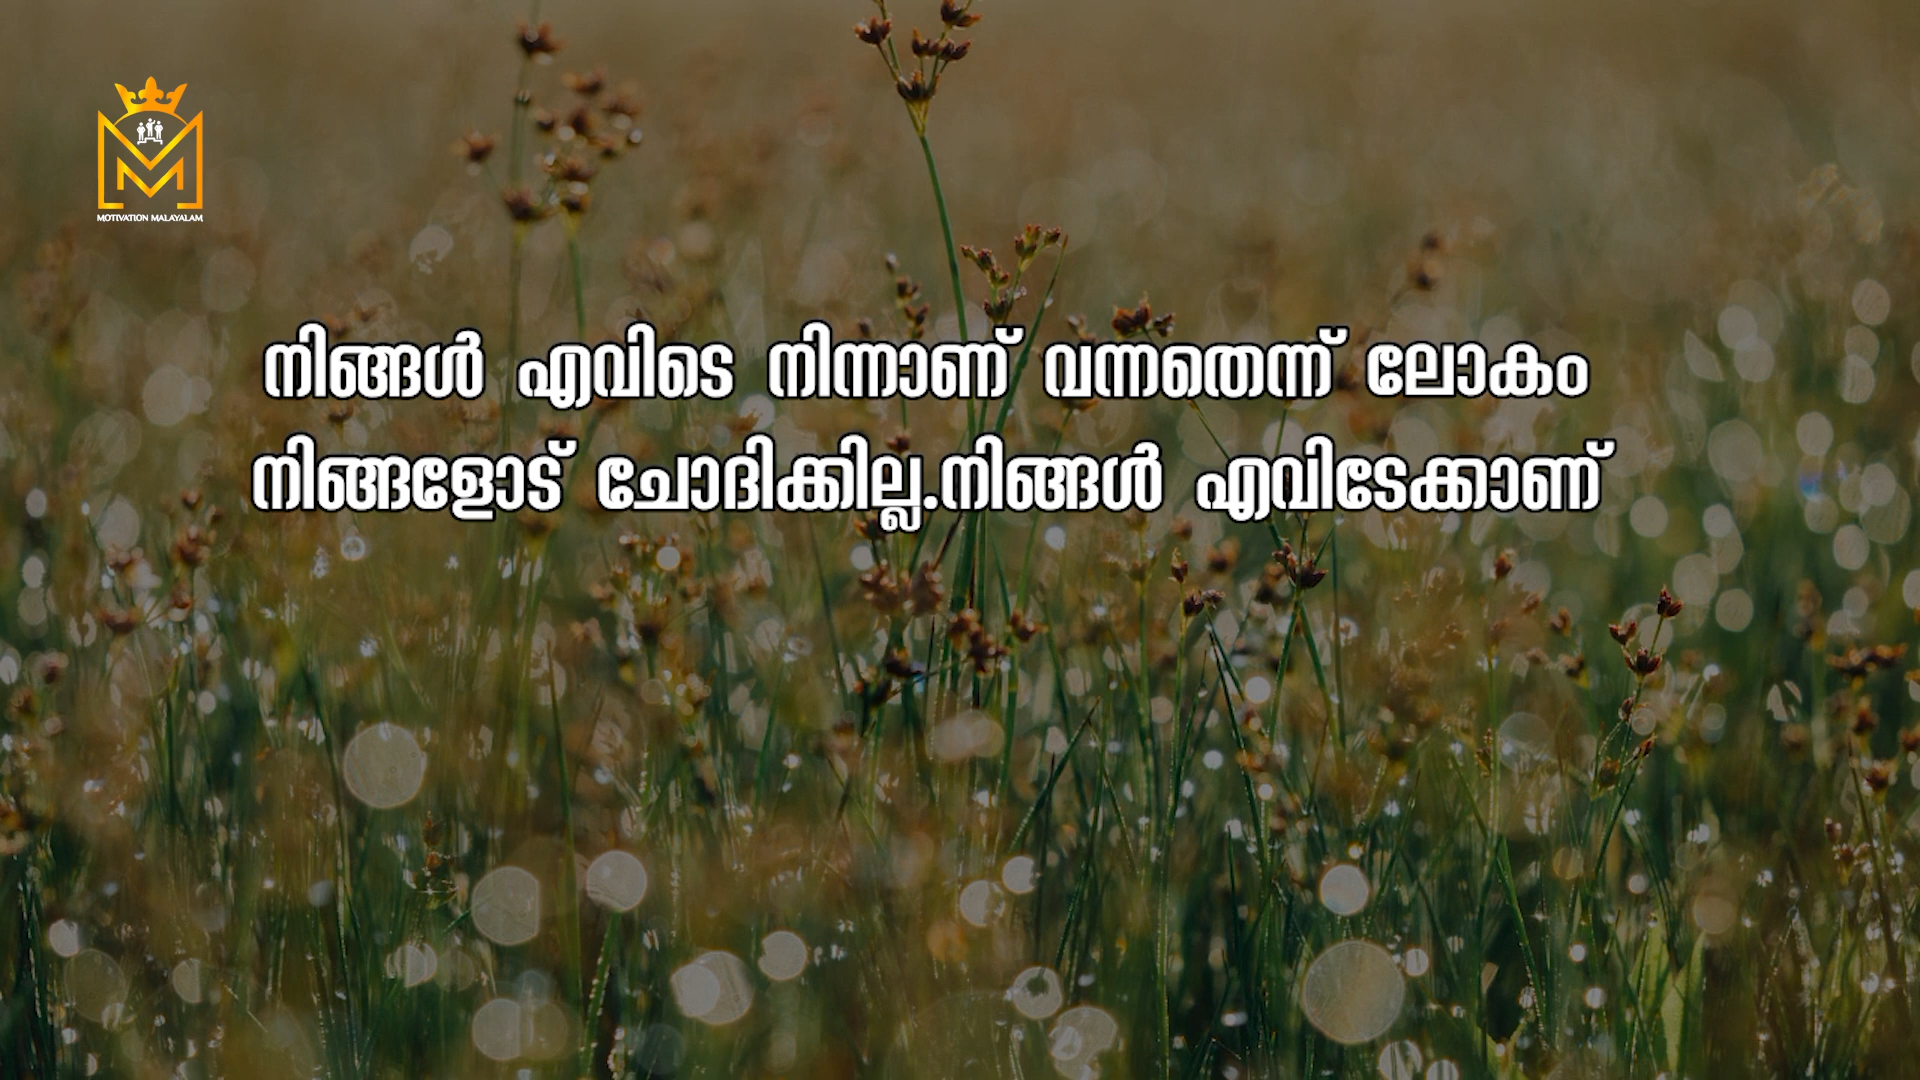 MOTIVATION MALAYALAM
നിങ്ങൾ എവിടെ നിന്നാണ് വന്നതെന്ന് ലോകം
നിങ്ങളോട് ചോദിക്കില്ല.നിങ്ങൾ എവിടേക്കാണ്